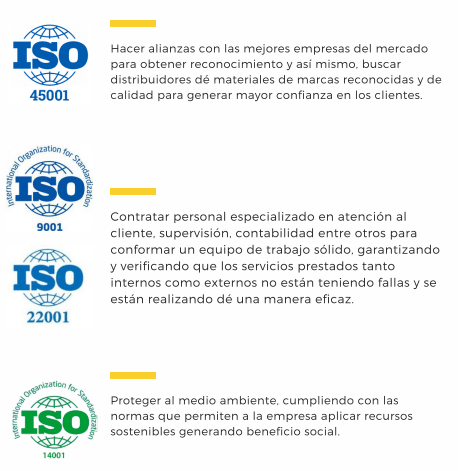 ISO
45001
Hacer alianzas con las mejores empresas del mercado
para obtener reconocimiento y así mismo, buscar
distribuidores dé materiales de marcas reconocidas y de
calidad para generar mayor confianza en los clientes.
International Organization for Standardization
ISO
9001
ISO
22001
Contratar personal especializado en atención al
cliente, supervisión, contabilidad entre otros para
conformar un equipo de trabajo sólido, garantizando
y verificando que los servicios prestados tanto
internos como externos no están teniendo fallas y se
están realizando dé una manera eficaz.
International Organization for Standardization
ISO
14001
Proteger al medio ambiente, cumpliendo con las
normas que permiten a la empresa aplicar recursos
sostenibles generando beneficio social.